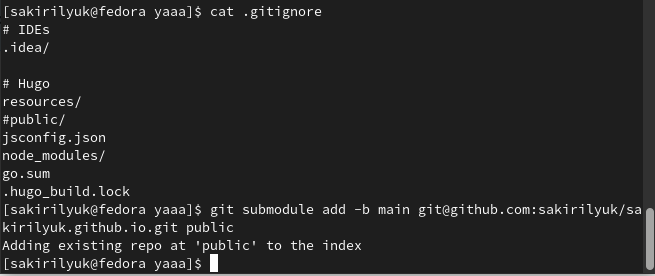 [sakirilyuk@fedora yaaa]$ cat .gitignore
# IDEs
.idea/

# Hugo
resources/
#public/
jsconfig.json
node_modules/
go.sum
.hugo_build.lock
[sakirilyuk@fedora yaaa]$ git submodule add -b main git@github.com:sakirilyuk/sa
kirilyuk.github.io.git public
Adding existing repo at 'public' to the index
[sakirilyuk@fedora yaaa]$